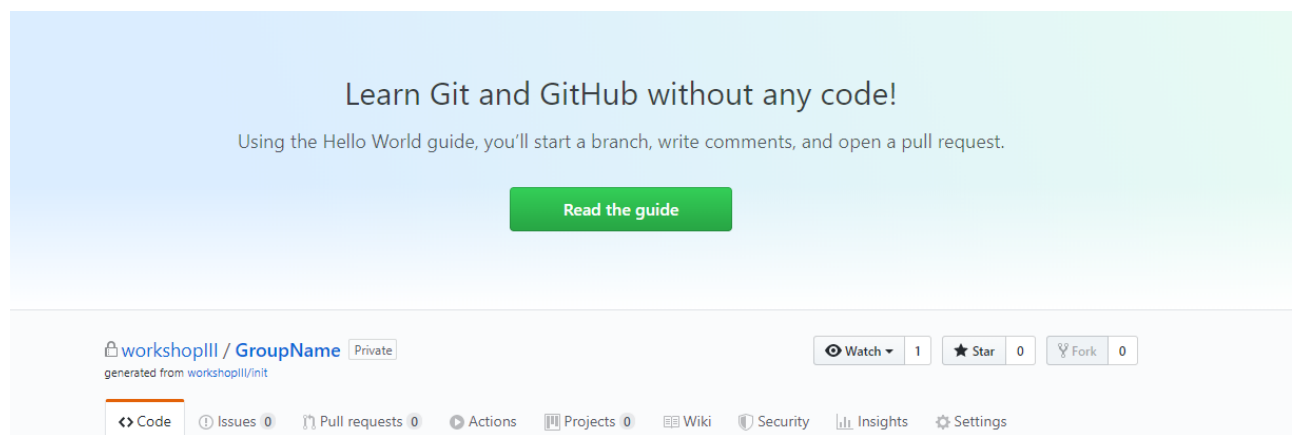 Learn Git and GitHub without any code!
Using the Hello World guide, you'll start a branch, write comments, and open a pull request.
Read the guide
workshopIII / GroupName Private
Watch 1 Star 0 Fork 0
generated from workshopIII/init
Code Issues 0 Pull requests 0 Actions Projects 0 Wiki Security Insights Settings